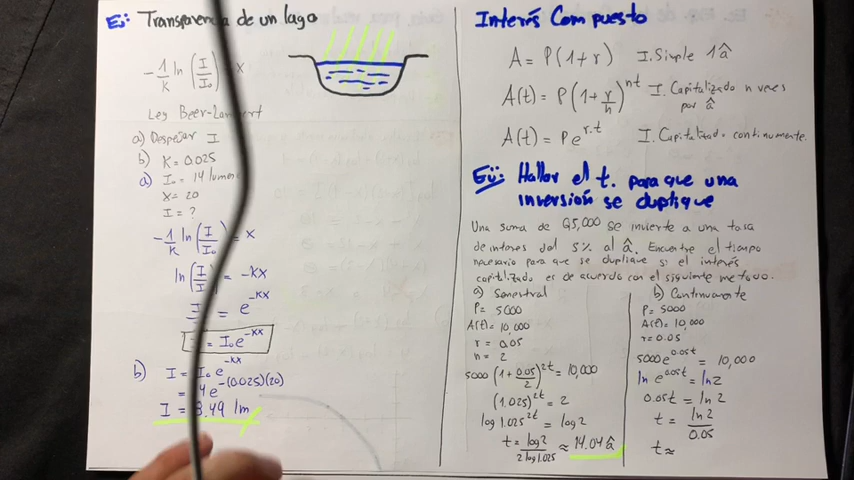 Ej: Transparencia de un lago
-1/K ln (I/I₀) = x
Ley Beer-Lambert
a) Despejar I
b) K = 0.025
a) I₀ = 14 lumens
x = 20
I = ?
-1/K ln (I/I₀) = x
ln (I/I₀) = -Kx
= e^-Kx
= I₀e^-Kx
b) I = I₀e^-Kx
= 14e^-(0.025)(20)
I = 8.49 lm
Interés Compuesto
A = P(1+r) I. Simple 1 â
A(t) = P(1+r/n)^nt I. Capitalizado n veces
por â
A(t) = Pe^r.t I. Capitalizado continuamente.
Ej: Hallar el t. para que una
inversión se duplique
Una suma de 5,000 se invierte a una tasa
de interes del 5% al â. Encuentre el tiempo
necesario para que se duplique si el interés
capitalizado es de acuerdo con el siguiente metodo.
a) Semestral
P = 5000
A(t) = 10,000
r = 0.05
n = 2
5000(1+0.05/2)^2t = 10,000
(1.025)^2t = 2
log 1.025^2t = log 2
t = log 2/2 log 1.025 ≈ 14.04 â
b) Continuamente
P = 5000
A(t) = 10,000
r = 0.05
5000e^0.05t = 10,000
ln e^0.05t = ln 2
0.05t = ln 2
t = ln 2/0.05
t ≈